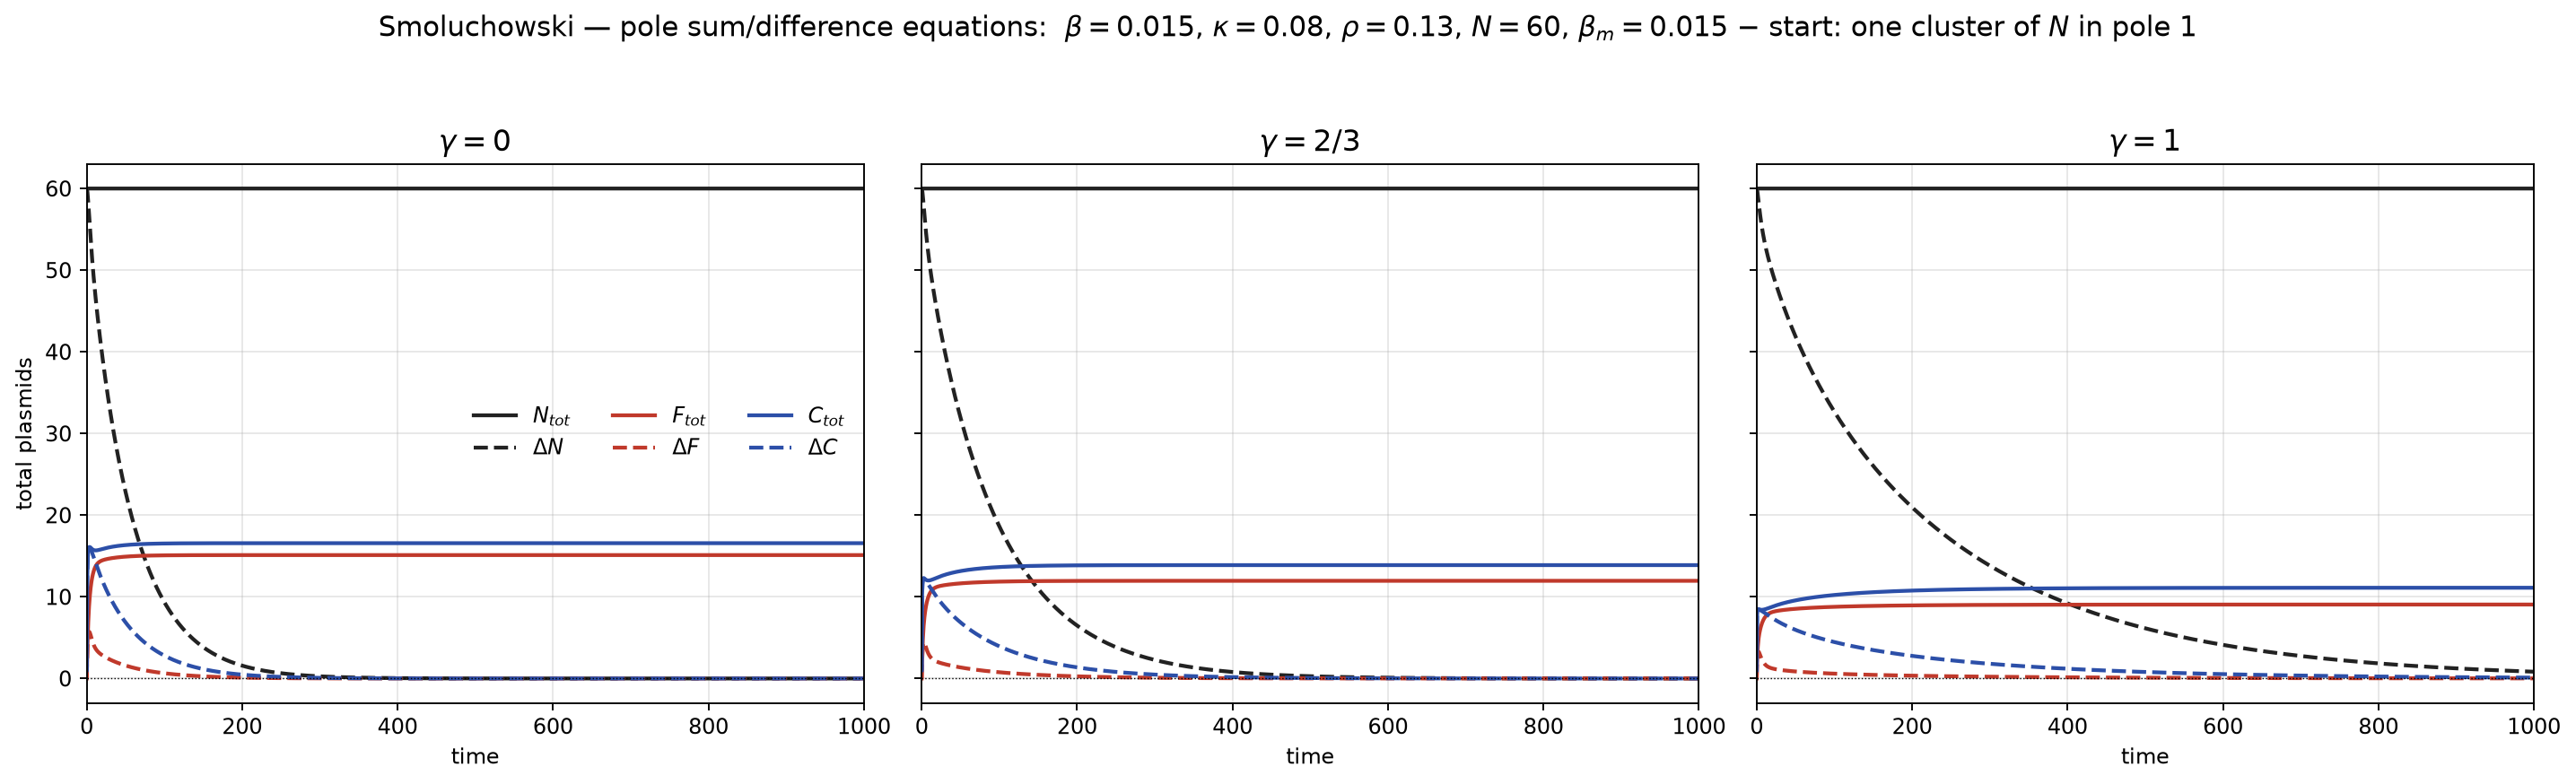 Smoluchowski — pole sum/difference equations: β = 0.015, κ = 0.08, ρ = 0.13, N = 60, βₘ = 0.015 − start: one cluster of N in pole 1
γ = 0
γ = 2/3
γ = 1
total plasmids
60
50
40
30
20
10
0
N_tot F_tot C_tot
ΔN ΔF ΔC
0 200 400 600 800 1000
0 200 400 600 800 1000
0 200 400 600 800 1000
time
time
time